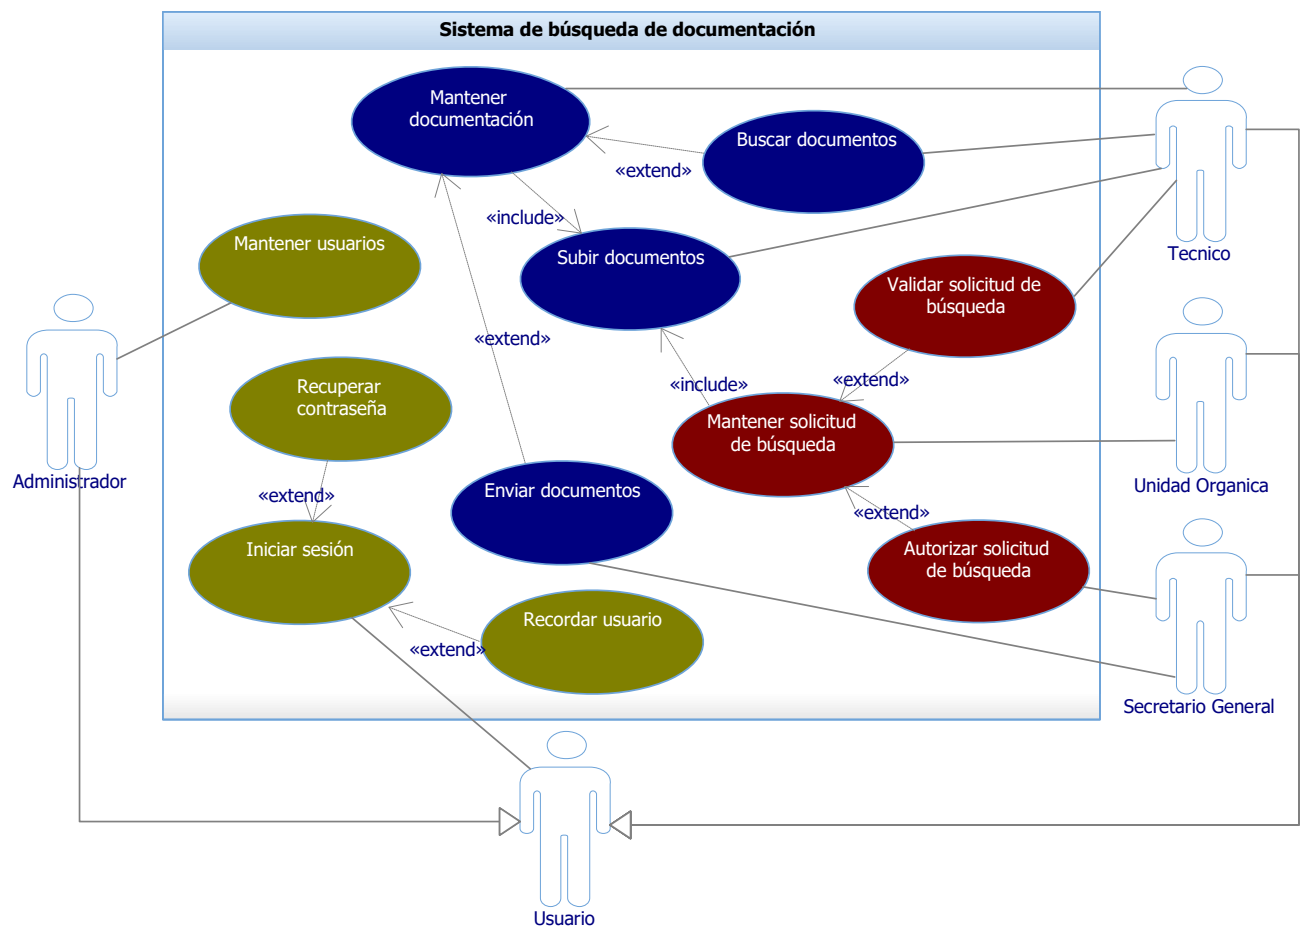 Sistema de búsqueda de documentación
Mantener
documentación
Buscar documentos
«extend»
«include»
Mantener usuarios
Subir documentos
Tecnico
Validar solicitud de
búsqueda
«extend»
Recuperar
contraseña
«include»
«extend»
Mantener solicitud
de búsqueda
Administrador
Unidad Organica
«extend»
Enviar documentos
«extend»
Iniciar sesión
Autorizar solicitud
de búsqueda
Recordar usuario
«extend»
Secretario General
Usuario